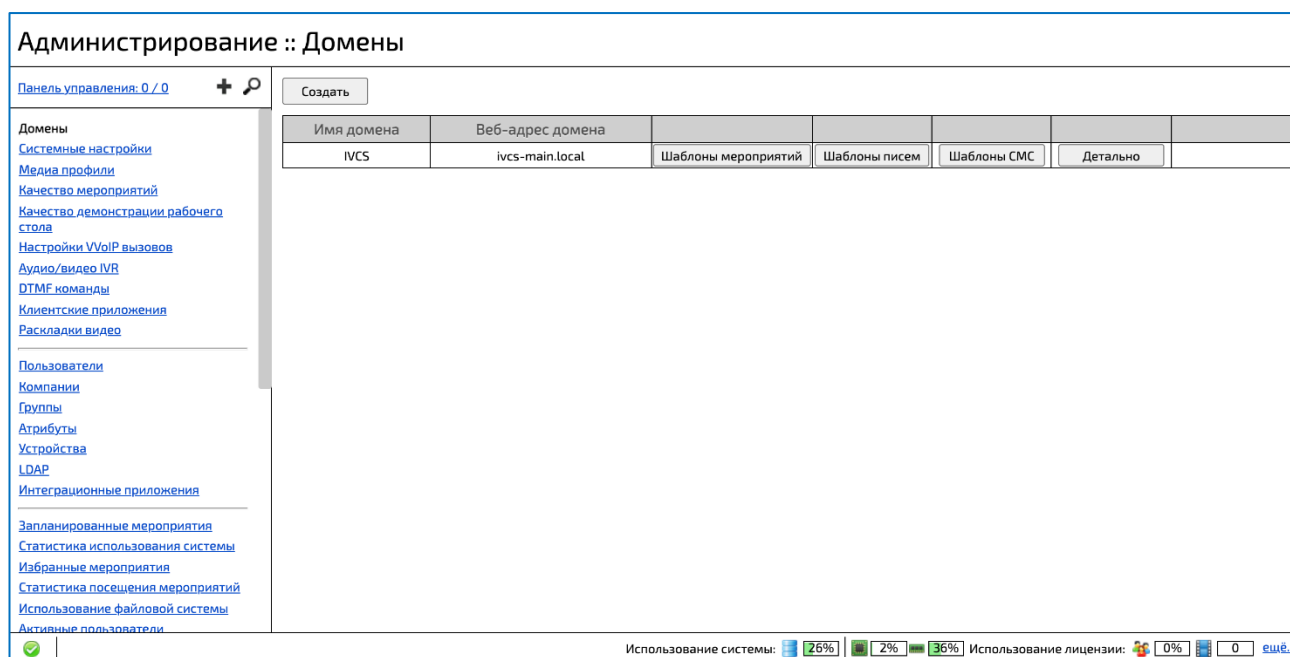 Администрирование :: Домены
Панель управления: 0 / 0
Создать
Домены
Системные настройки
Медиа профили
Качество мероприятий
Качество демонстрации рабочего
стола
Настройки VVoIP вызовов
Аудио/видео IVR
DTMF команды
Клиентские приложения
Раскладки видео
Пользователи
Компании
Группы
Атрибуты
Устройства
LDAP
Интеграционные приложения
Запланированные мероприятия
Статистика использования системы
Избранные мероприятия
Статистика посещения мероприятий
Использование файловой системы
Активные пользователи
Имя домена Веб-адрес домена
IVCS ivcs-main.local Шаблоны мероприятий Шаблоны писем Шаблоны СМС Детально
Использование системы: 26% 2% 36% Использование лицензии: 0% 0 ещё.